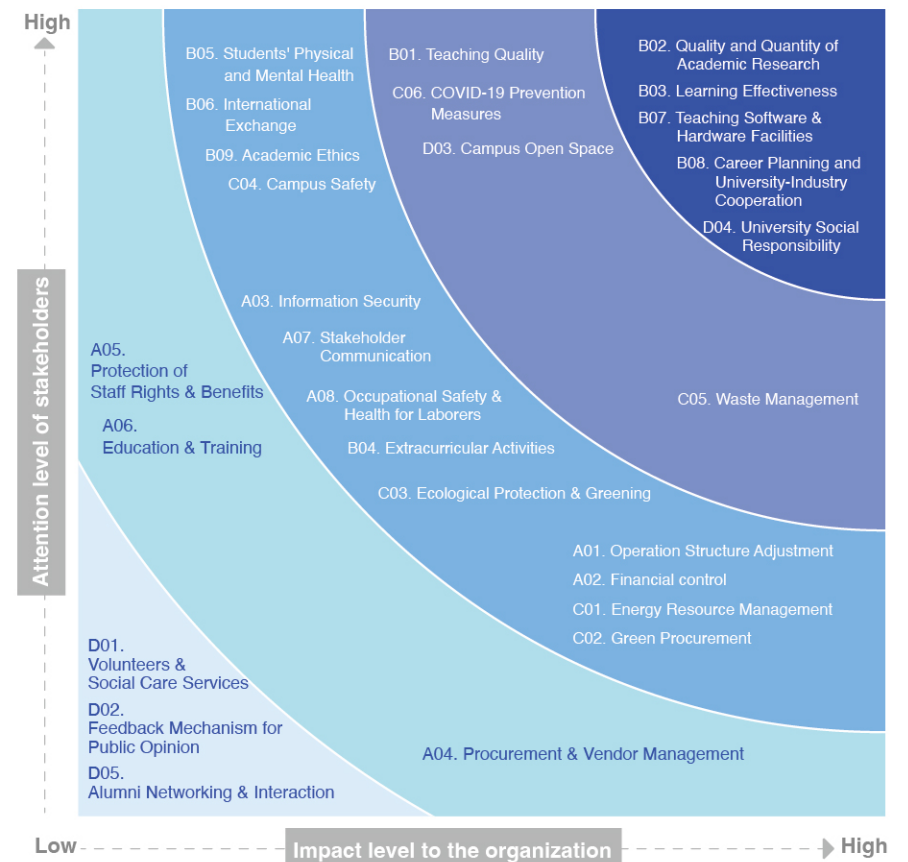 High
Attention level of stakeholders
B05. Students' Physical
and Mental Health
B06. International
Exchange
B09. Academic Ethics
C04. Campus Safety
B01. Teaching Quality
C06. COVID-19 Prevention
Measures
D03. Campus Open Space
B02. Quality and Quantity of
Academic Research
B03. Learning Effectiveness
B07. Teaching Software &
Hardware Facilities
B08. Career Planning and
University-Industry
Cooperation
D04. University Social
Responsibility
A03. Information Security
A07. Stakeholder
Communication
A08. Occupational Safety &
Health for Laborers
B04. Extracurricular Activities
C03. Ecological Protection & Greening
C05. Waste Management
A05.
Protection of
Staff Rights & Benefits
A06.
Education & Training
A01. Operation Structure Adjustment
A02. Financial control
C01. Energy Resource Management
C02. Green Procurement
D01.
Volunteers &
Social Care Services
D02.
Feedback Mechanism for
Public Opinion
D05.
Alumni Networking & Interaction
A04. Procurement & Vendor Management
Low
Impact level to the organization
High